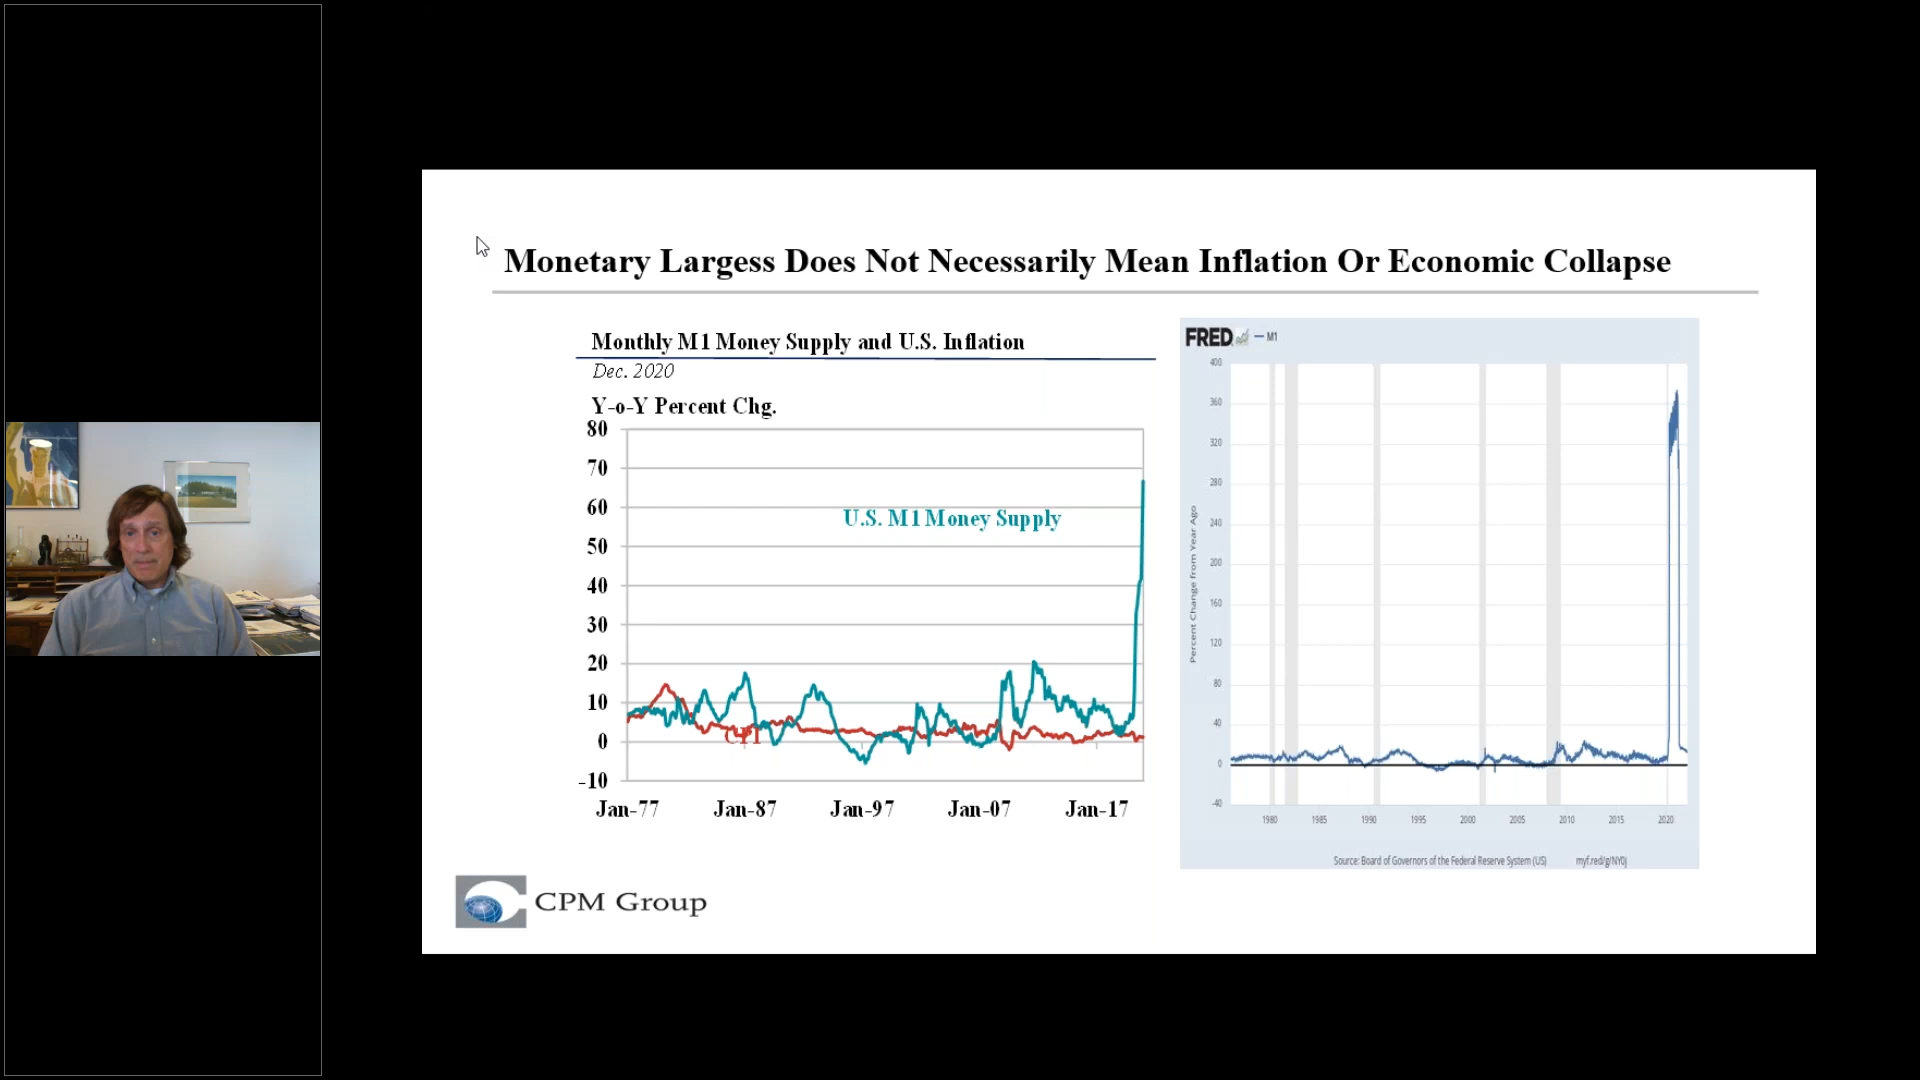 Monetary Largess Does Not Necessarily Mean Inflation Or Economic Collapse
Monthly M1 Money Supply and U.S. Inflation
Dec. 2020
Y-o-Y Percent Chg.
80
70
60
50
40
30
20
10
0
-10
U.S. M1 Money Supply
CPI
Jan-77 Jan-87 Jan-97 Jan-07 Jan-17
FRED — M1
Percent Change from Year Ago
400
360
320
280
240
200
160
120
80
40
0
-40
1980 1985 1990 1995 2000 2005 2010 2015 2020
Source: Board of Governors of the Federal Reserve System (US) myf.red/g/NY0j
CPM Group